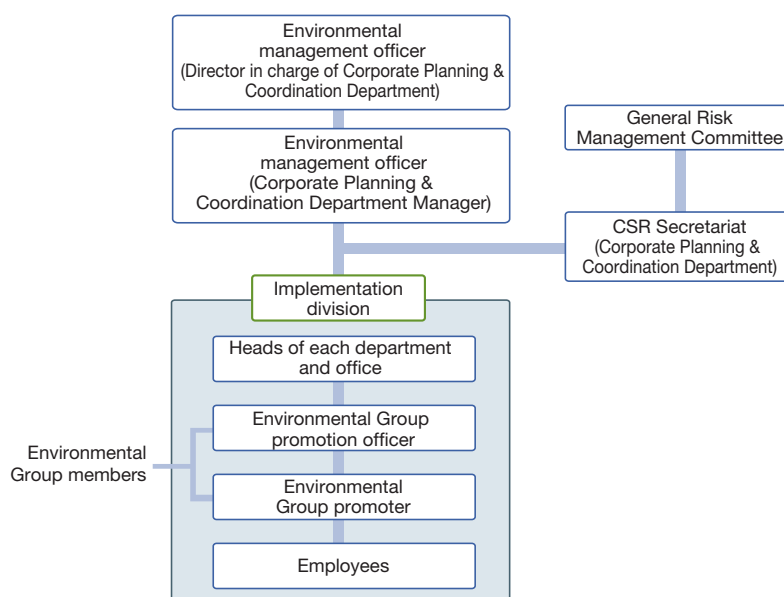 Environmental
management officer
(Director in charge of Corporate Planning &
Coordination Department)
Environmental
management officer
(Corporate Planning &
Coordination Department Manager)
General Risk
Management Committee
CSR Secretariat
(Corporate Planning &
Coordination Department)
Implementation
division
Heads of each department
and office
Environmental Group
promotion officer
Environmental
Group members
Environmental
Group promoter
Employees